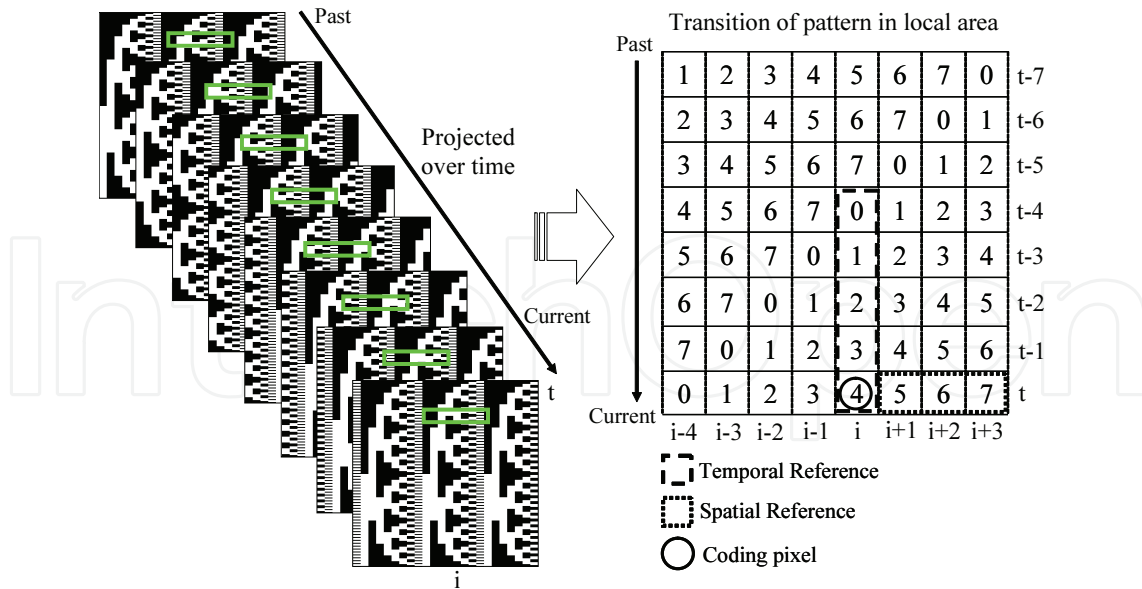 Past
Projected
over time
Current
t
i
Transition of pattern in local area
Past
1 2 3 4 5 6 7 0 t-7
2 3 4 5 6 7 0 1 t-6
3 4 5 6 7 0 1 2 t-5
4 5 6 7 0 1 2 3 t-4
5 6 7 0 1 2 3 4 t-3
6 7 0 1 2 3 4 5 t-2
7 0 1 2 3 4 5 6 t-1
0 1 2 3 4 5 6 7 t
Current
i-4 i-3 i-2 i-1 i i+1 i+2 i+3
Temporal Reference
Spatial Reference
Coding pixel
IntechOpen